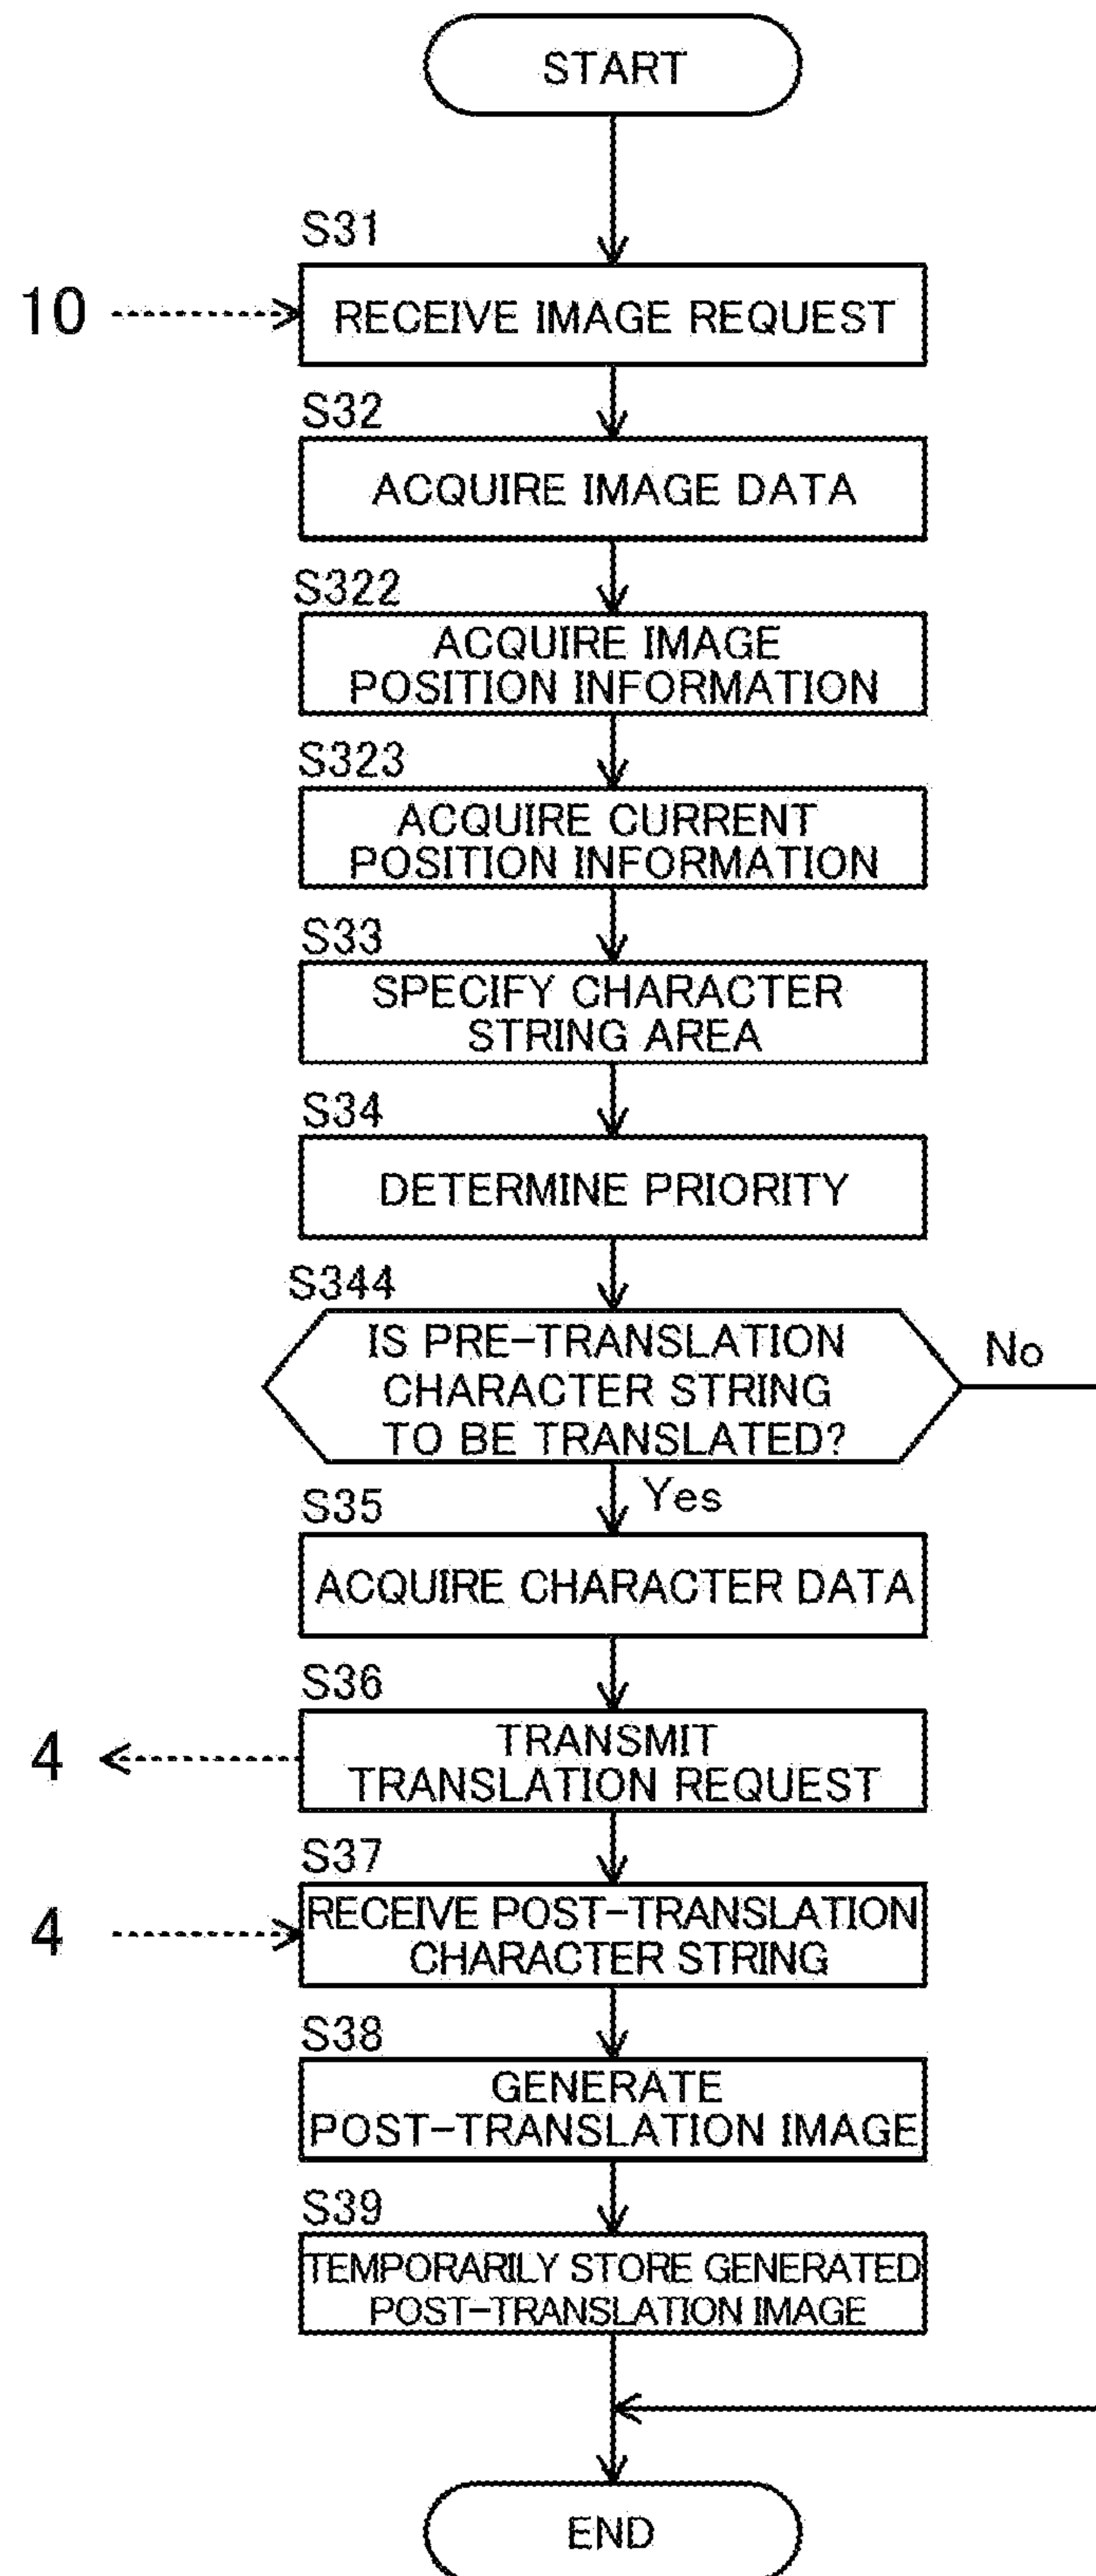 START
S31
10
RECEIVE IMAGE REQUEST
S32
ACQUIRE IMAGE DATA
S322
ACQUIRE IMAGE
POSITION INFORMATION
S323
ACQUIRE CURRENT
POSITION INFORMATION
S33
SPECIFY CHARACTER
STRING AREA
S34
DETERMINE PRIORITY
S344
IS PRE-TRANSLATION
CHARACTER STRING
TO BE TRANSLATED?
No
Yes
S35
ACQUIRE CHARACTER DATA
S36
4
TRANSMIT
TRANSLATION REQUEST
S37
4
RECEIVE POST-TRANSLATION
CHARACTER STRING
S38
GENERATE
POST-TRANSLATION IMAGE
S39
TEMPORARILY STORE GENERATED
POST-TRANSLATION IMAGE
END